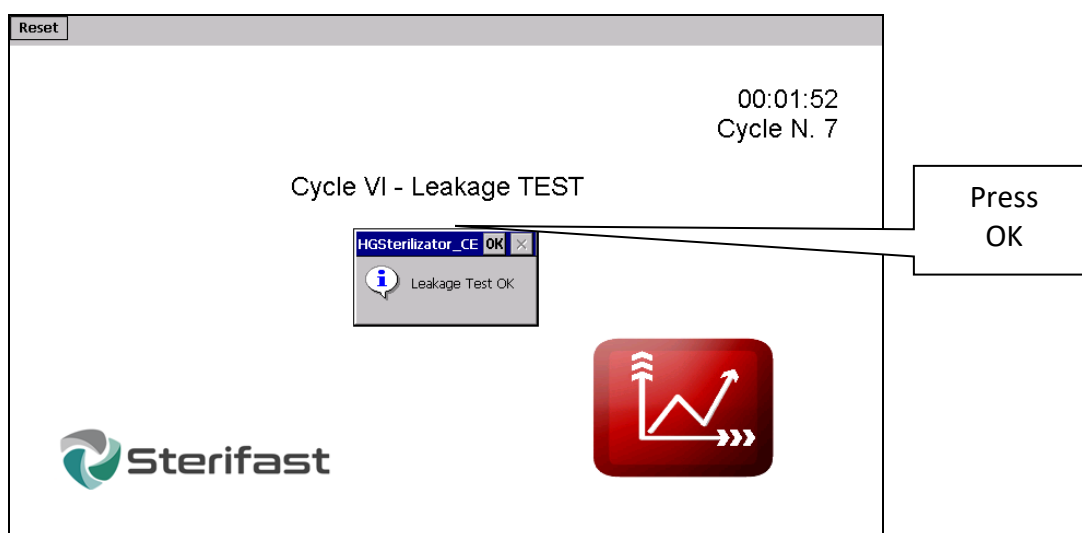 Reset
00:01:52
Cycle N. 7
Cycle VI - Leakage TEST
Press
OK
HGSterilizator_CE OK ×
Leakage Test OK
Sterifast